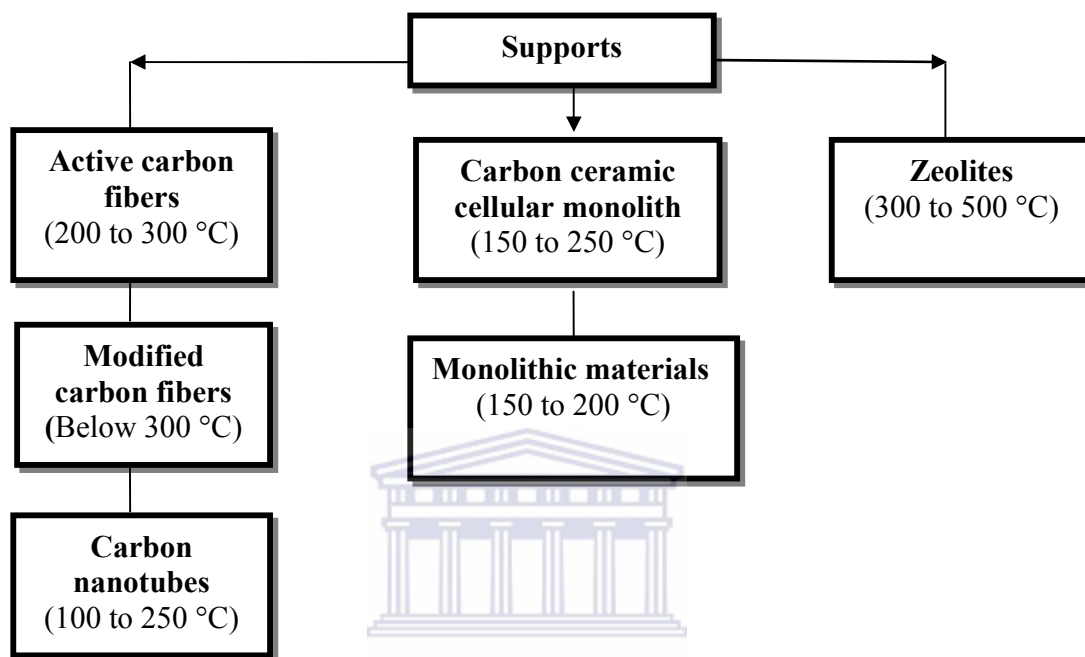 Supports
Active carbon
fibers
(200 to 300 °C)
Carbon ceramic
cellular monolith
(150 to 250 °C)
Zeolites
(300 to 500 °C)
Modified
carbon fibers
(Below 300 °C)
Monolithic materials
(150 to 200 °C)
Carbon
nanotubes
(100 to 250 °C)